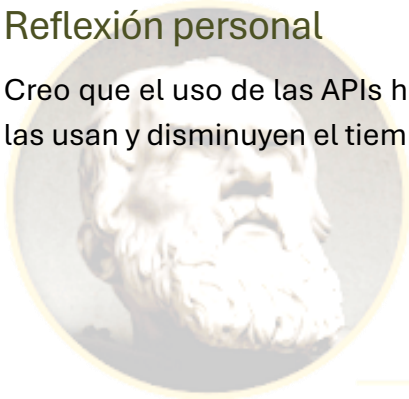 Reflexión personal
Creo que el uso de las APIs h
las usan y disminuyen el tiem